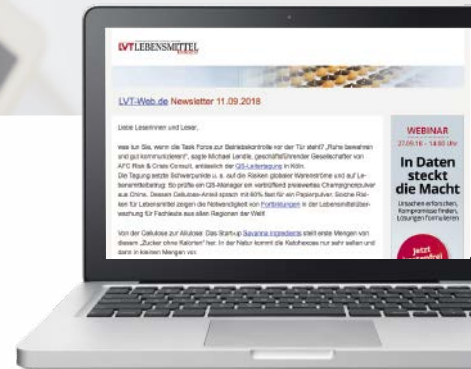 LVT LEBENSMITTEL
LVT-Web.de Newsletter 11.09.2018
Liebe Leserinnen und Leser,
was tun Sie, wenn die Task Force zur Betriebskontrolle vor der Tür steht? „Ruhe bewahren
und gut kommunizieren“, sagte Michael Lendle, geschäftsführender Gesellschafter von
AFC Risk & Crisis Consult, anlässlich der QS-Leitertagung in Köln.
Die Tagung setzte Schwerpunkte u. a. auf die Risiken globaler Warenströme und auf Le-
bensmittelbetrug: So prüfte ein QS-Manager ein verblüffend preiswertes Champignonpulver
aus China. Dessen Cellulose-Anteil sprach mit 60% fast für ein Papierpulver. Solche Risi-
ken für Lebensmittel zeigen die Notwendigkeit von Fortbildungen in der Lebensmittelüber-
wachung für Fachleute aus allen Regionen der Welt!
Von der Cellulose zur Allulose: Das Start-up Savanna Ingredients stellt erste Mengen von
diesem „Zucker ohne Kalorien“ her. In der Natur kommt die Ketohexose nur sehr selten und
dann in kleinen Mengen vor.
WEBINAR
27.09.18 - 14:00 Uhr
In Daten
steckt
die Macht
Ursachen erforschen,
Kompromisse finden,
Lösungen formulieren
Jetzt